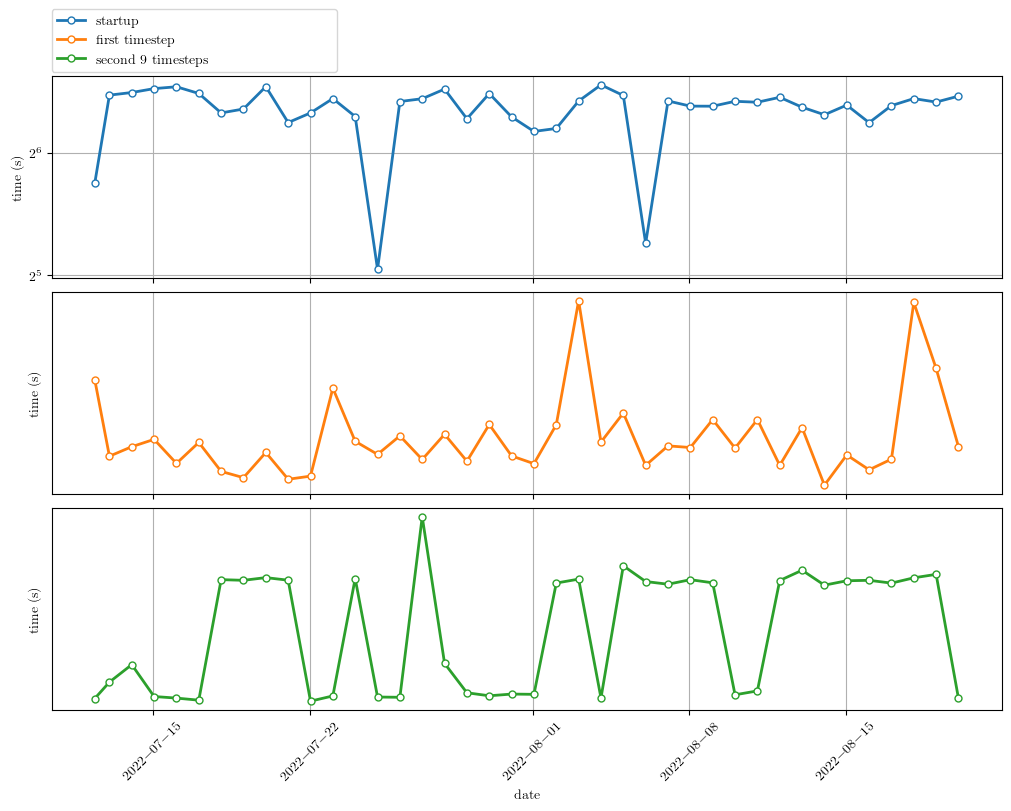 startup
first timestep
second 9 timesteps
time (s)
2^6
2^5
time (s)
time (s)
2022−07−15
2022−07−22
2022−08−01
2022−08−08
2022−08−15
date